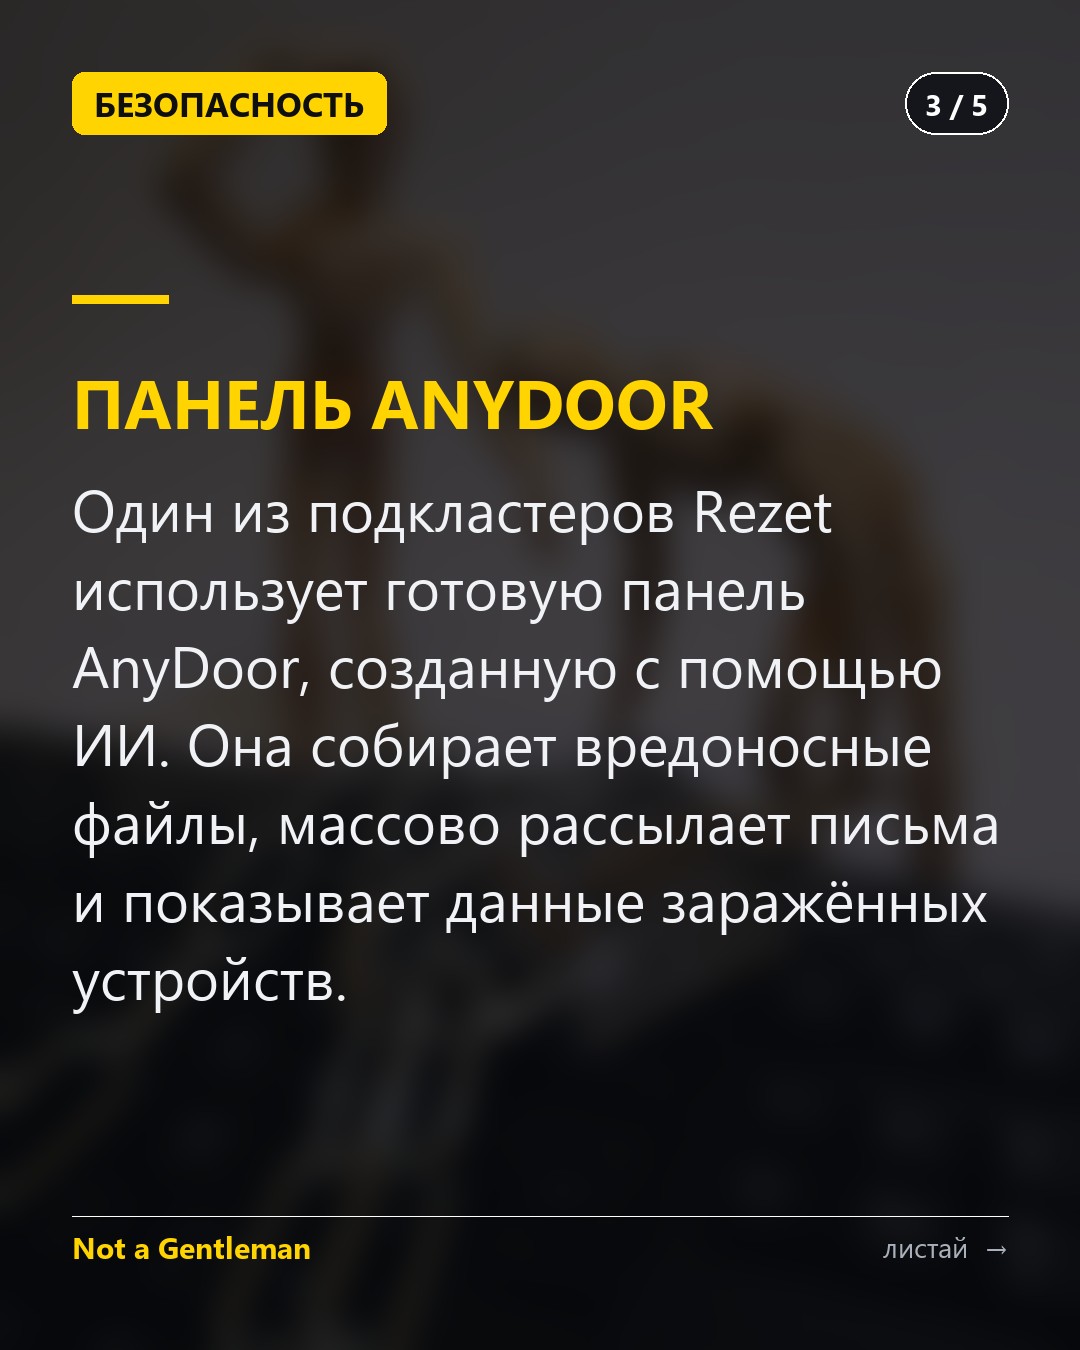 БЕЗОПАСНОСТЬ
3 / 5
ПАНЕЛЬ ANYDOOR
Один из подкластеров Rezet
использует готовую панель
AnyDoor, созданную с помощью
ИИ. Она собирает вредоносные
файлы, массово рассылает письма
и показывает данные заражённых
устройств.
Not a Gentleman
листай →